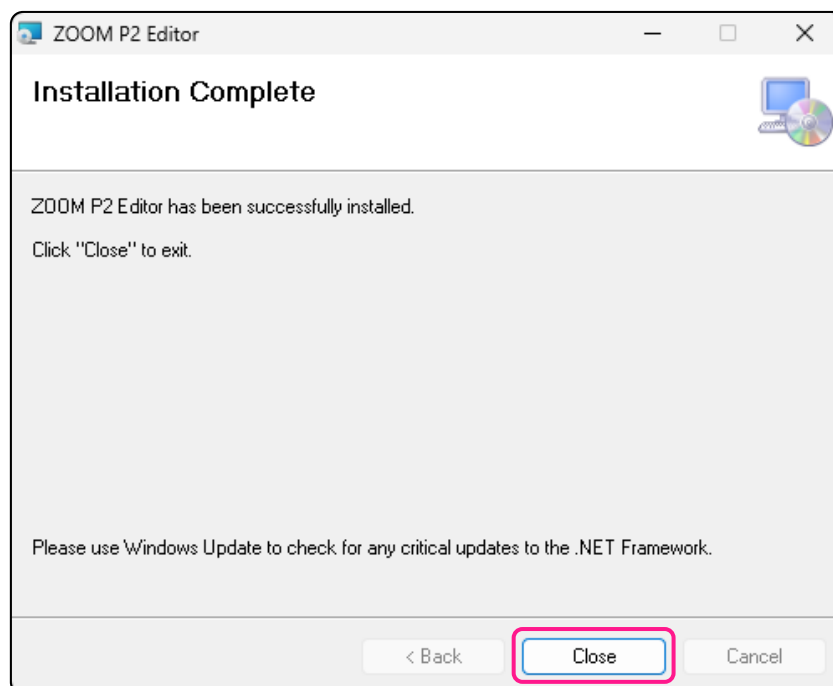 ZOOM P2 Editor
Installation Complete
ZOOM P2 Editor has been successfully installed.
Click "Close" to exit.
Please use Windows Update to check for any critical updates to the .NET Framework.
< Back
Close
Cancel